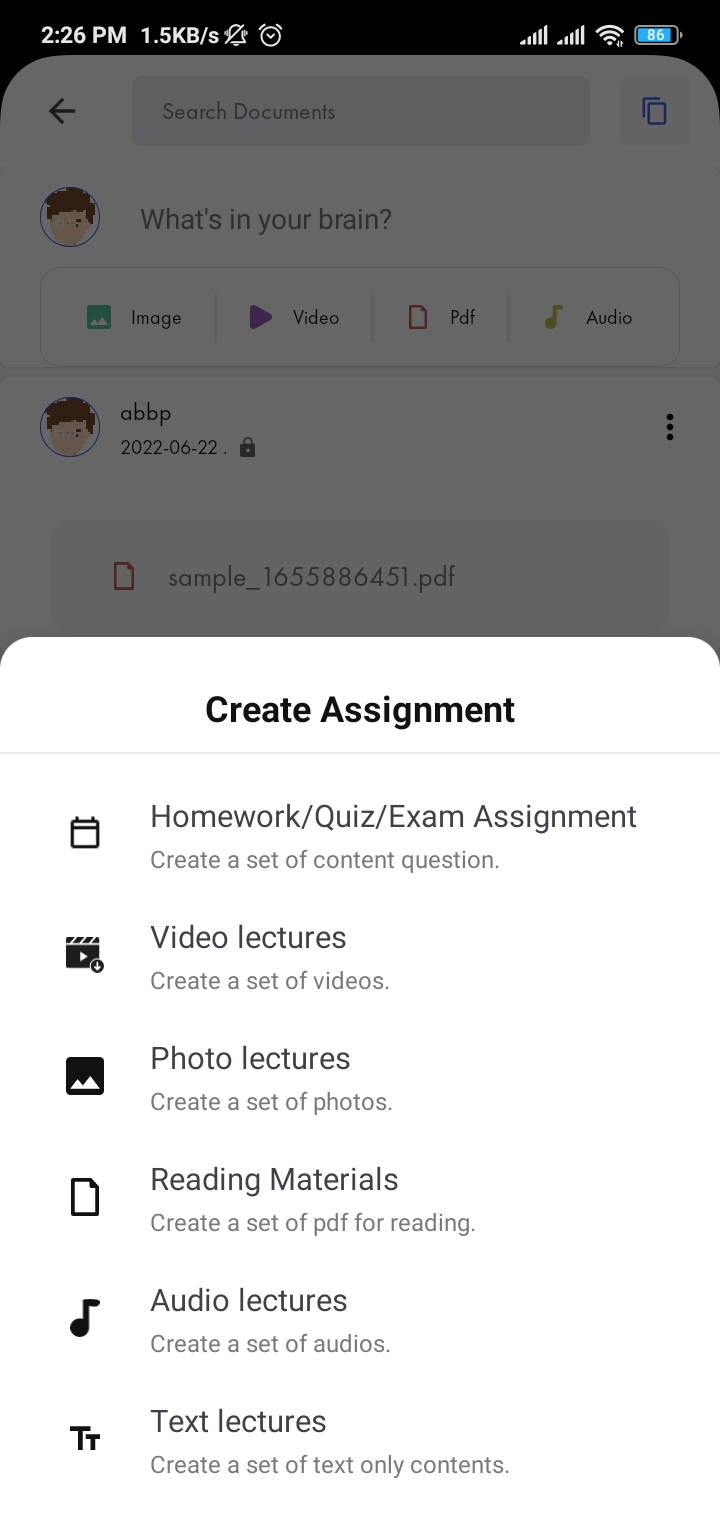 2:26 PM 1.5KB/s 86
Search Documents
What's in your brain?
Image Video Pdf Audio
abbp
2022-06-22 .
sample_1655886451.pdf
Create Assignment
Homework/Quiz/Exam Assignment
Create a set of content question.
Video lectures
Create a set of videos.
Photo lectures
Create a set of photos.
Reading Materials
Create a set of pdf for reading.
Audio lectures
Create a set of audios.
Text lectures
Create a set of text only contents.